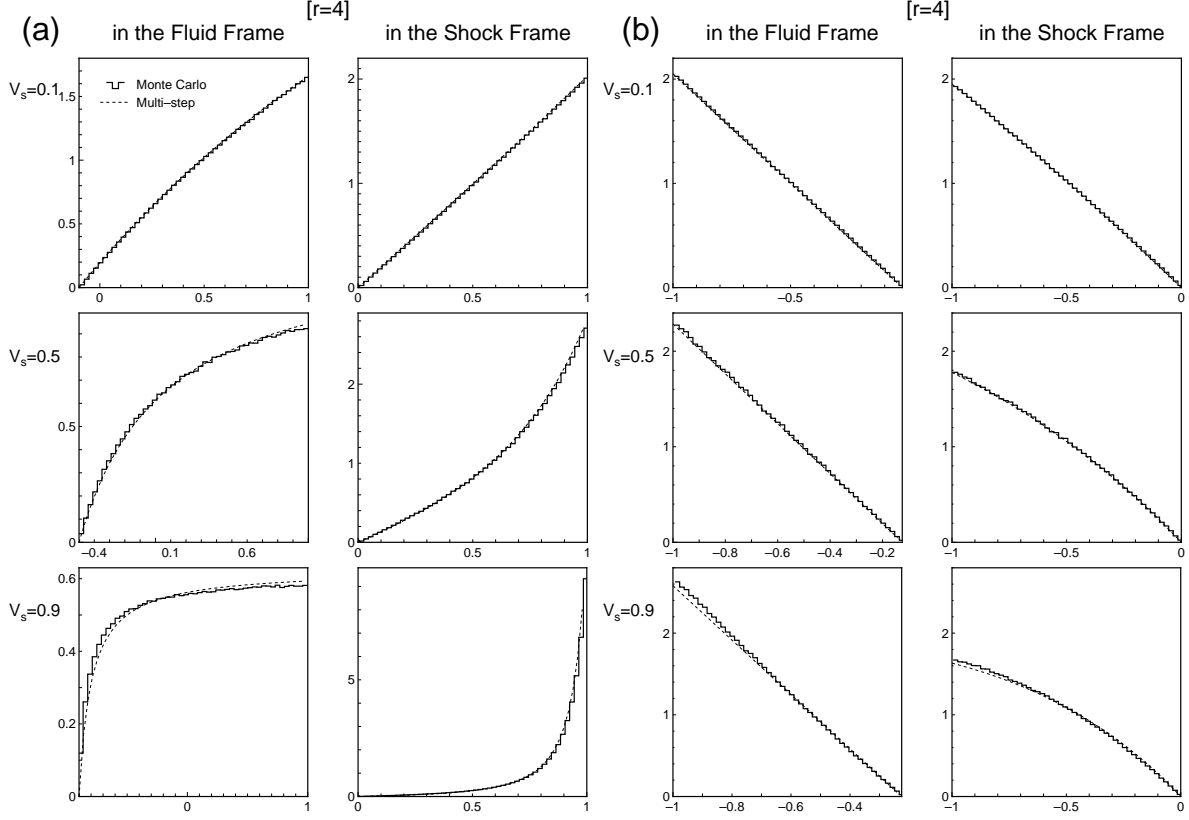 [r=4] [r=4]
(a) in the Fluid Frame in the Shock Frame (b) in the Fluid Frame in the Shock Frame
V_s=0.1 V_s=0.1
Monte Carlo
Multi–step
0 0.5 1 1.5
0 0.5 1
0 1 2
0 0.5 1
0 1 2
–1 –0.5
0 1 2
–1 –0.5 0
V_s=0.5 V_s=0.5
0 0.5
–0.4 0.1 0.6
0 1 2
0 0.5 1
0 1 2
–1 –0.8 –0.6 –0.4 –0.2
0 1 2
–1 –0.5 0
V_s=0.9 V_s=0.9
0 0.2 0.4 0.6
0 1
0 5
0 0.5 1
0 1 2
–1 –0.8 –0.6 –0.4
0 1 2
–1 –0.5 0